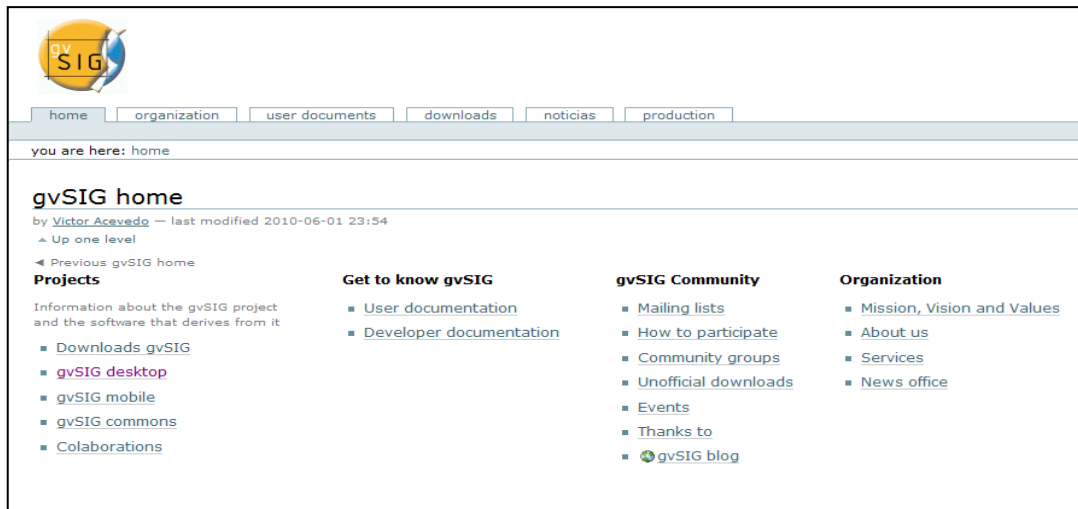 gv
SIG
home organization user documents downloads noticias production
you are here: home
gvSIG home
by Victor Acevedo — last modified 2010-06-01 23:54
Up one level
Previous gvSIG home
Projects
Information about the gvSIG project
and the software that derives from it
Downloads gvSIG
gvSIG desktop
gvSIG mobile
gvSIG commons
Colaborations
Get to know gvSIG
User documentation
Developer documentation
gvSIG Community
Mailing lists
How to participate
Community groups
Unofficial downloads
Events
Thanks to
gvSIG blog
Organization
Mission, Vision and Values
About us
Services
News office